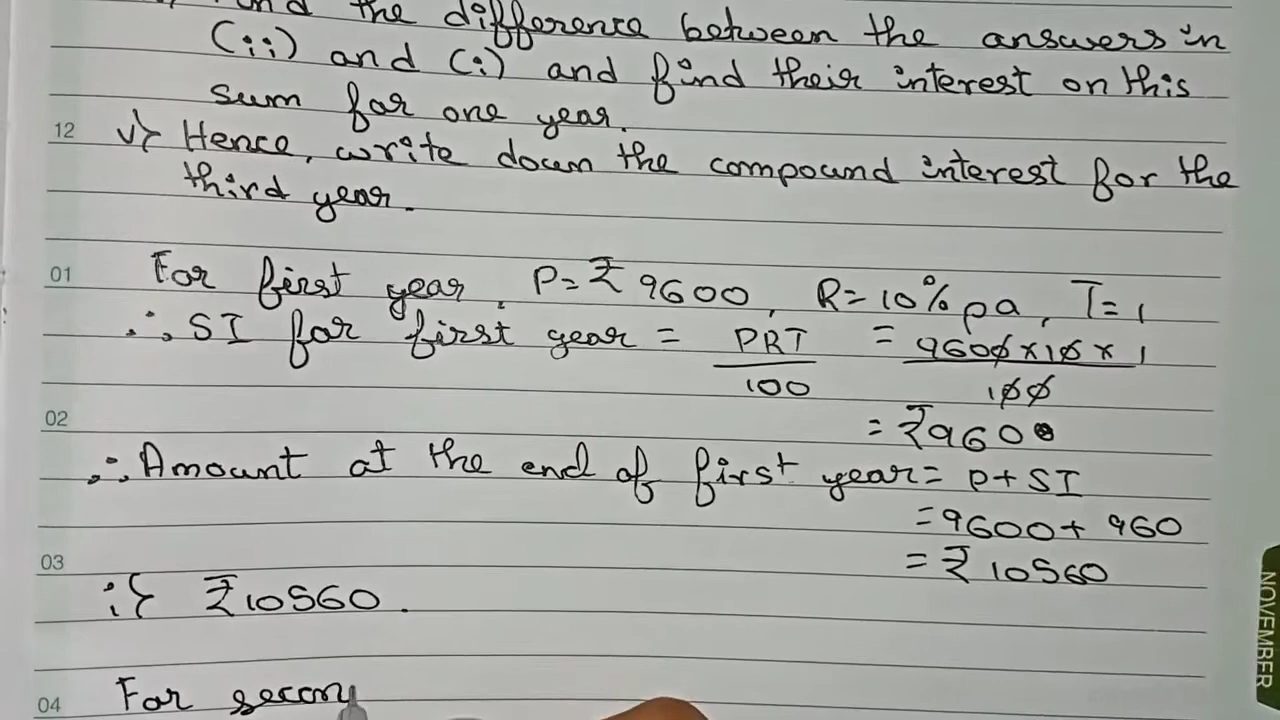 the difference between the answers in
(ii) and (i) and find their interest on this
sum for one year.
12 v} Hence, write down the compound interest for the
third year.
01 For first year, P=₹9600, R=10% pa, T=1
∴ SI for first year = PRT/100 = 9600×10×1/100
02 = ₹960
∴ Amount at the end of first year = P+SI
= 9600+ 960
03 = ₹10560
i} ₹10560.
NOVEMBER
04 For secon